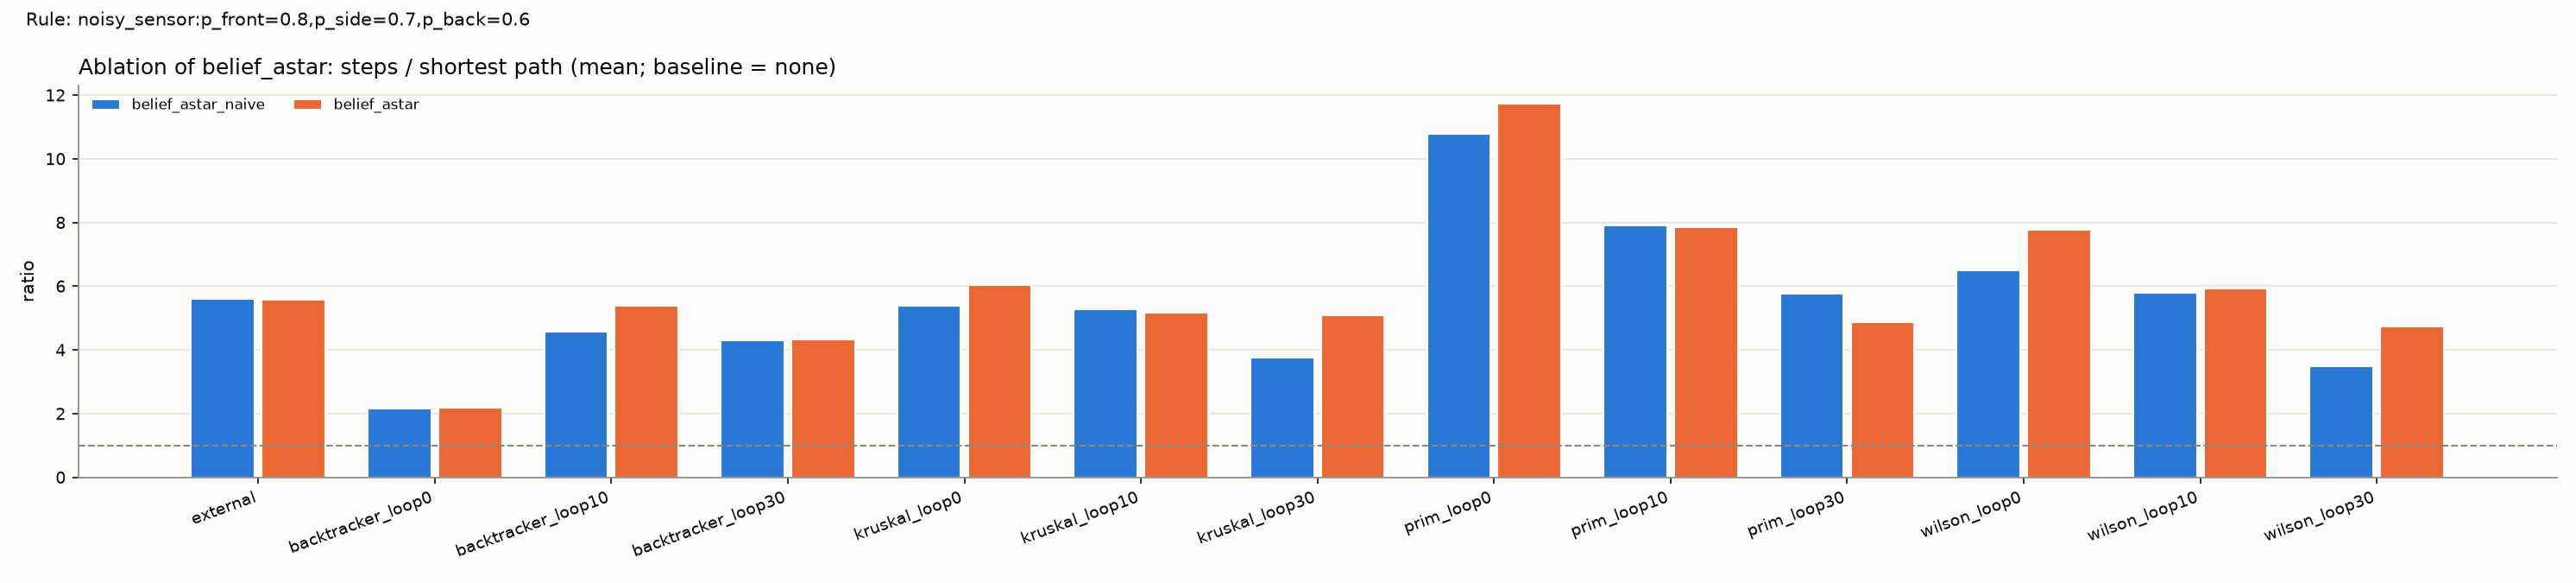 Rule: noisy_sensor:p_front=0.8,p_side=0.7,p_back=0.6
Ablation of belief_astar: steps / shortest path (mean; baseline = none)
belief_astar_naive
belief_astar
ratio
12
10
8
6
4
2
0
external
backtracker_loop0
backtracker_loop10
backtracker_loop30
kruskal_loop0
kruskal_loop10
kruskal_loop30
prim_loop0
prim_loop10
prim_loop30
wilson_loop0
wilson_loop10
wilson_loop30